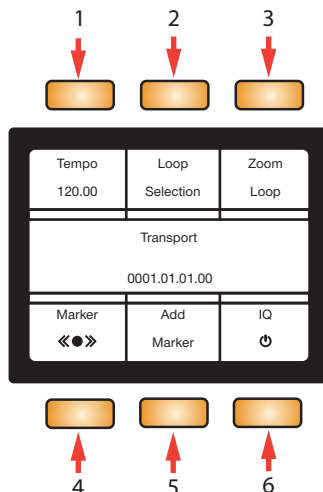 1 2 3
Tempo Loop Zoom
120.00 Selection Loop
Transport
0001.01.01.00
Marker Add IQ
Marker
4 5 6